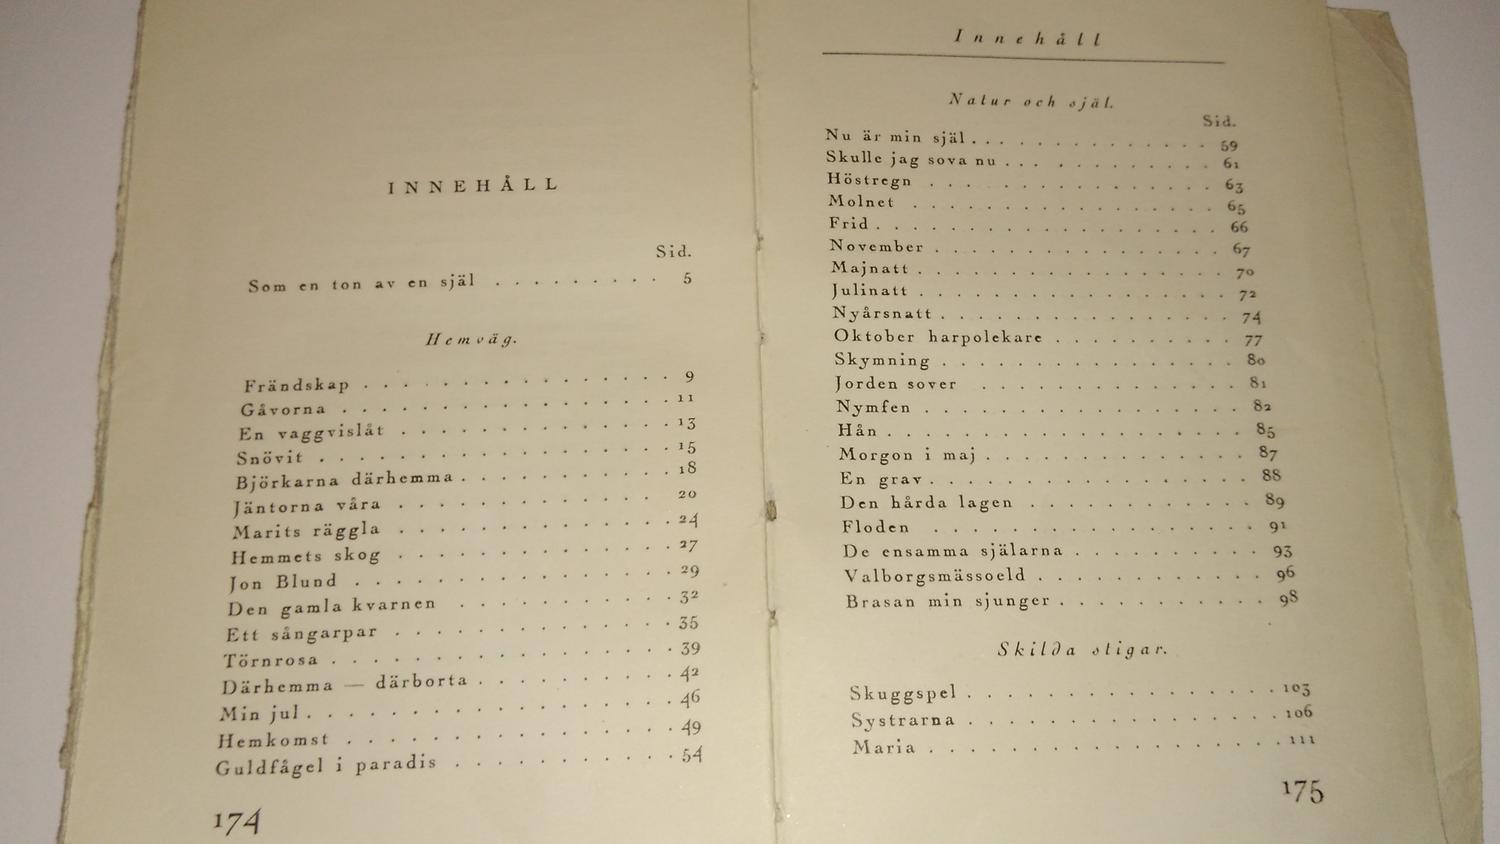 INNEHÅLL
Sid.
Som en ton av en själ . . . . . . . . . 5
Hemväg.
Frändskap . . . . . . . . . . . . . . . 9
Gåvorna . . . . . . . . . . . . . . . . 11
En vaggvislåt . . . . . . . . . . . . . 13
Snövit . . . . . . . . . . . . . . . . . 15
Björkarna därhemma . . . . . . . . . . 18
Jäntorna våra . . . . . . . . . . . . . 20
Marits räggla . . . . . . . . . . . . . 24
Hemmets skog . . . . . . . . . . . . . 27
Jon Blund . . . . . . . . . . . . . . . 29
Den gamla kvarnen . . . . . . . . . . 32
Ett sångarpar . . . . . . . . . . . . . 35
Törnrosa . . . . . . . . . . . . . . . . 39
Därhemma — därborta . . . . . . . . . 42
Min jul . . . . . . . . . . . . . . . . . 46
Hemkomst . . . . . . . . . . . . . . . 49
Guldfågel i paradis . . . . . . . . . . 54
174
Innehåll
Natur och själ.
Sid.
Nu är min själ . . . . . . . . . . . . . 59
Skulle jag sova nu . . . . . . . . . . . 61
Höstregn . . . . . . . . . . . . . . . . 63
Molnet . . . . . . . . . . . . . . . . . 65
Frid . . . . . . . . . . . . . . . . . . 66
November . . . . . . . . . . . . . . . 67
Majnatt . . . . . . . . . . . . . . . . 70
Julinatt . . . . . . . . . . . . . . . . 72
Nyårsnatt . . . . . . . . . . . . . . . 74
Oktober harpolekare . . . . . . . . . . 77
Skymning . . . . . . . . . . . . . . . 80
Jorden sover . . . . . . . . . . . . . . 81
Nymfen . . . . . . . . . . . . . . . . 82
Hån . . . . . . . . . . . . . . . . . . 85
Morgon i maj . . . . . . . . . . . . . 87
En grav . . . . . . . . . . . . . . . . 88
Den hårda lagen . . . . . . . . . . . . 89
Floden . . . . . . . . . . . . . . . . . 91
De ensamma själarna . . . . . . . . . . 93
Valborgsmässoeld . . . . . . . . . . . . 96
Brasan min sjunger . . . . . . . . . . . 98
Skilda stigar.
Skuggspel . . . . . . . . . . . . . . . 103
Systrarna . . . . . . . . . . . . . . . 106
Maria . . . . . . . . . . . . . . . . . 111
175